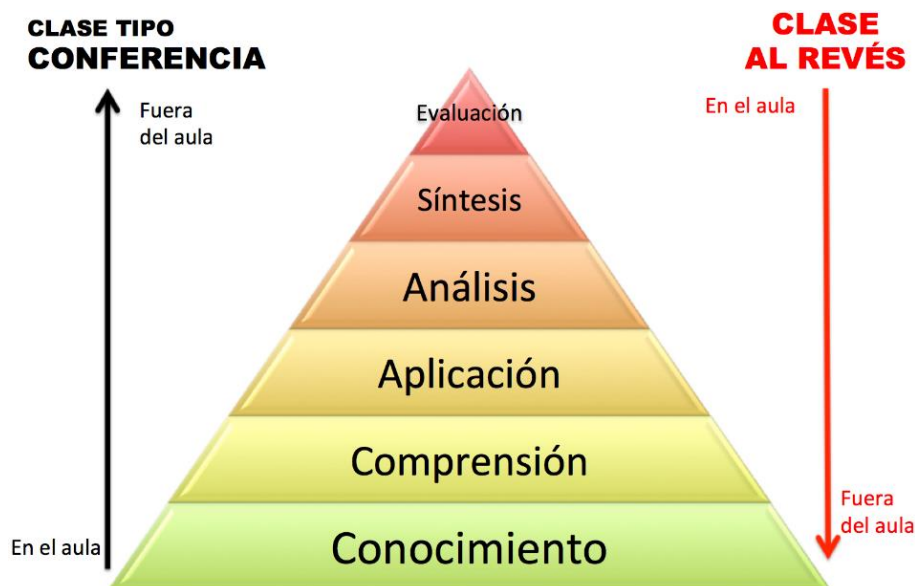 CLASE TIPO
CONFERENCIA
CLASE
AL REVÉS
Fuera
del aula
Evaluación
En el aula
Síntesis
Análisis
Aplicación
Comprensión
Fuera
del aula
En el aula
Conocimiento